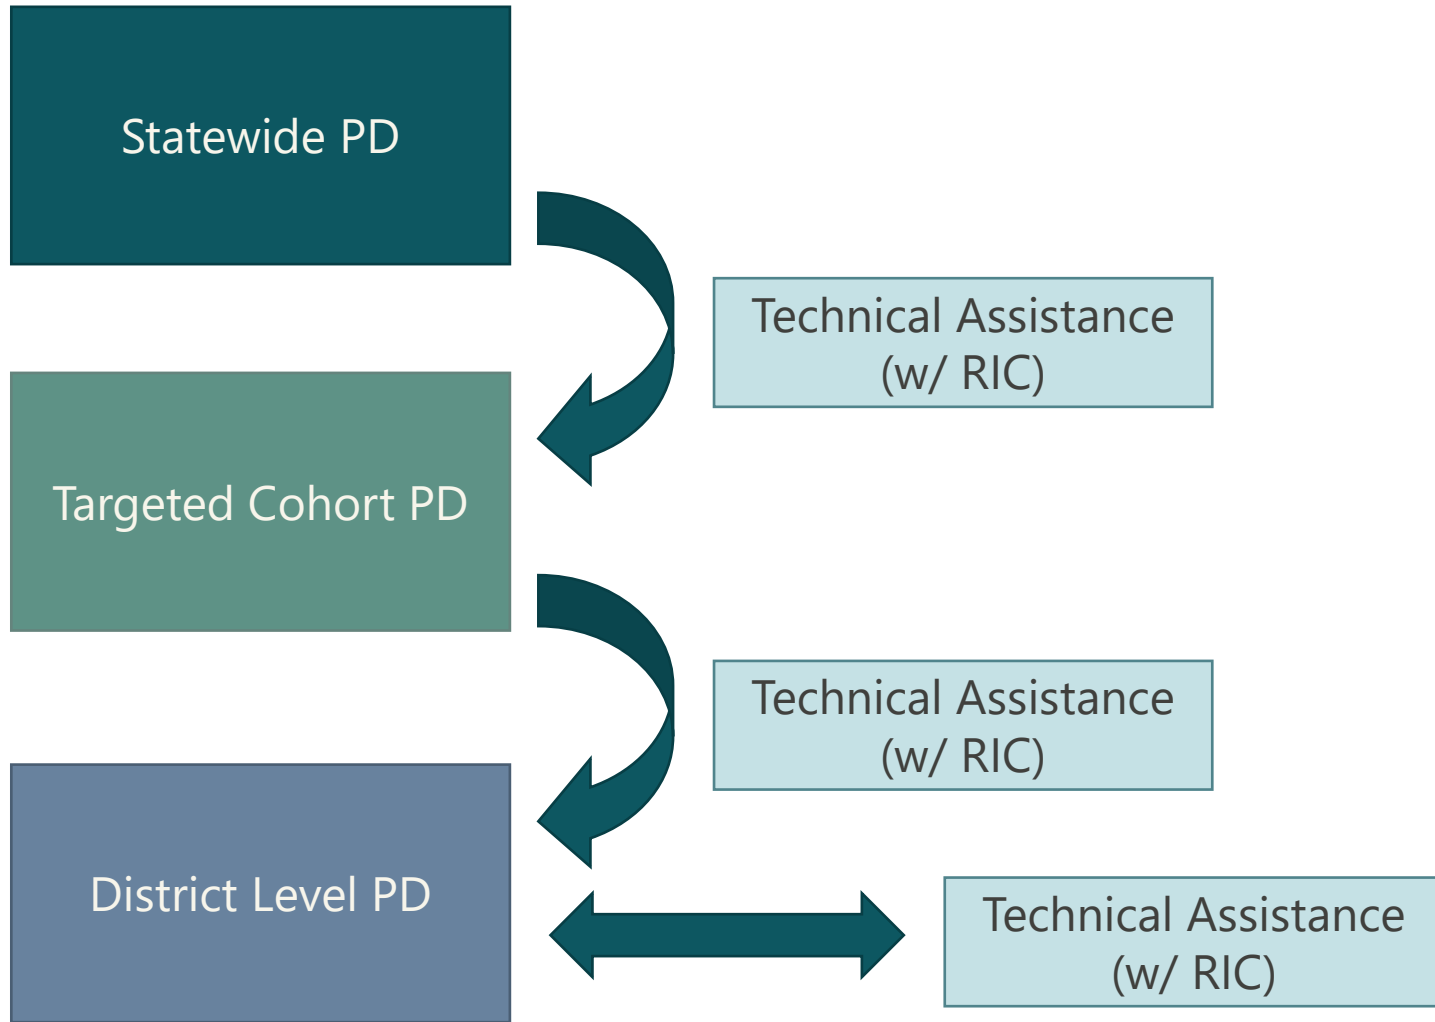 Statewide PD
Technical Assistance
(w/ RIC)
Targeted Cohort PD
Technical Assistance
(w/ RIC)
District Level PD
Technical Assistance
(w/ RIC)